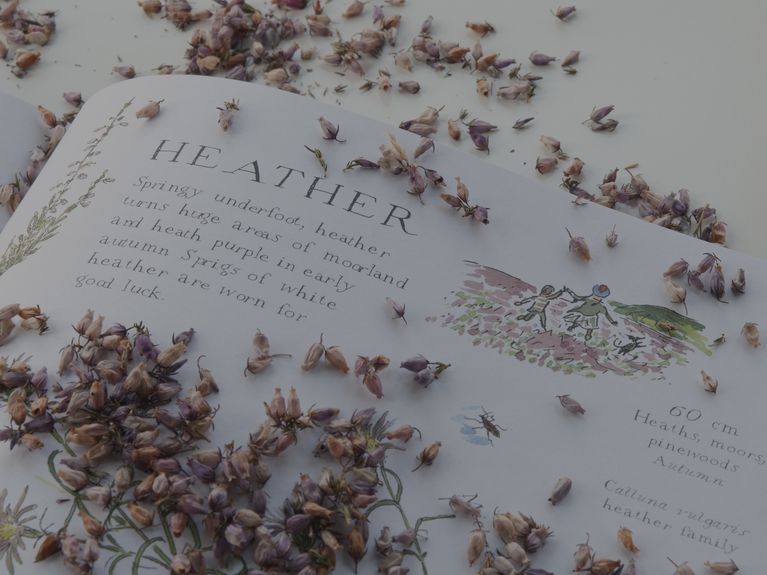 HEATHER
Springy underfoot, heather
turns huge areas of moorland
and heath purple in early
autumn Sprigs of white
heather are worn for
good luck.
60 cm
Heaths, moors,
pinewoods
Autumn
Calluna vulgaris
heather family